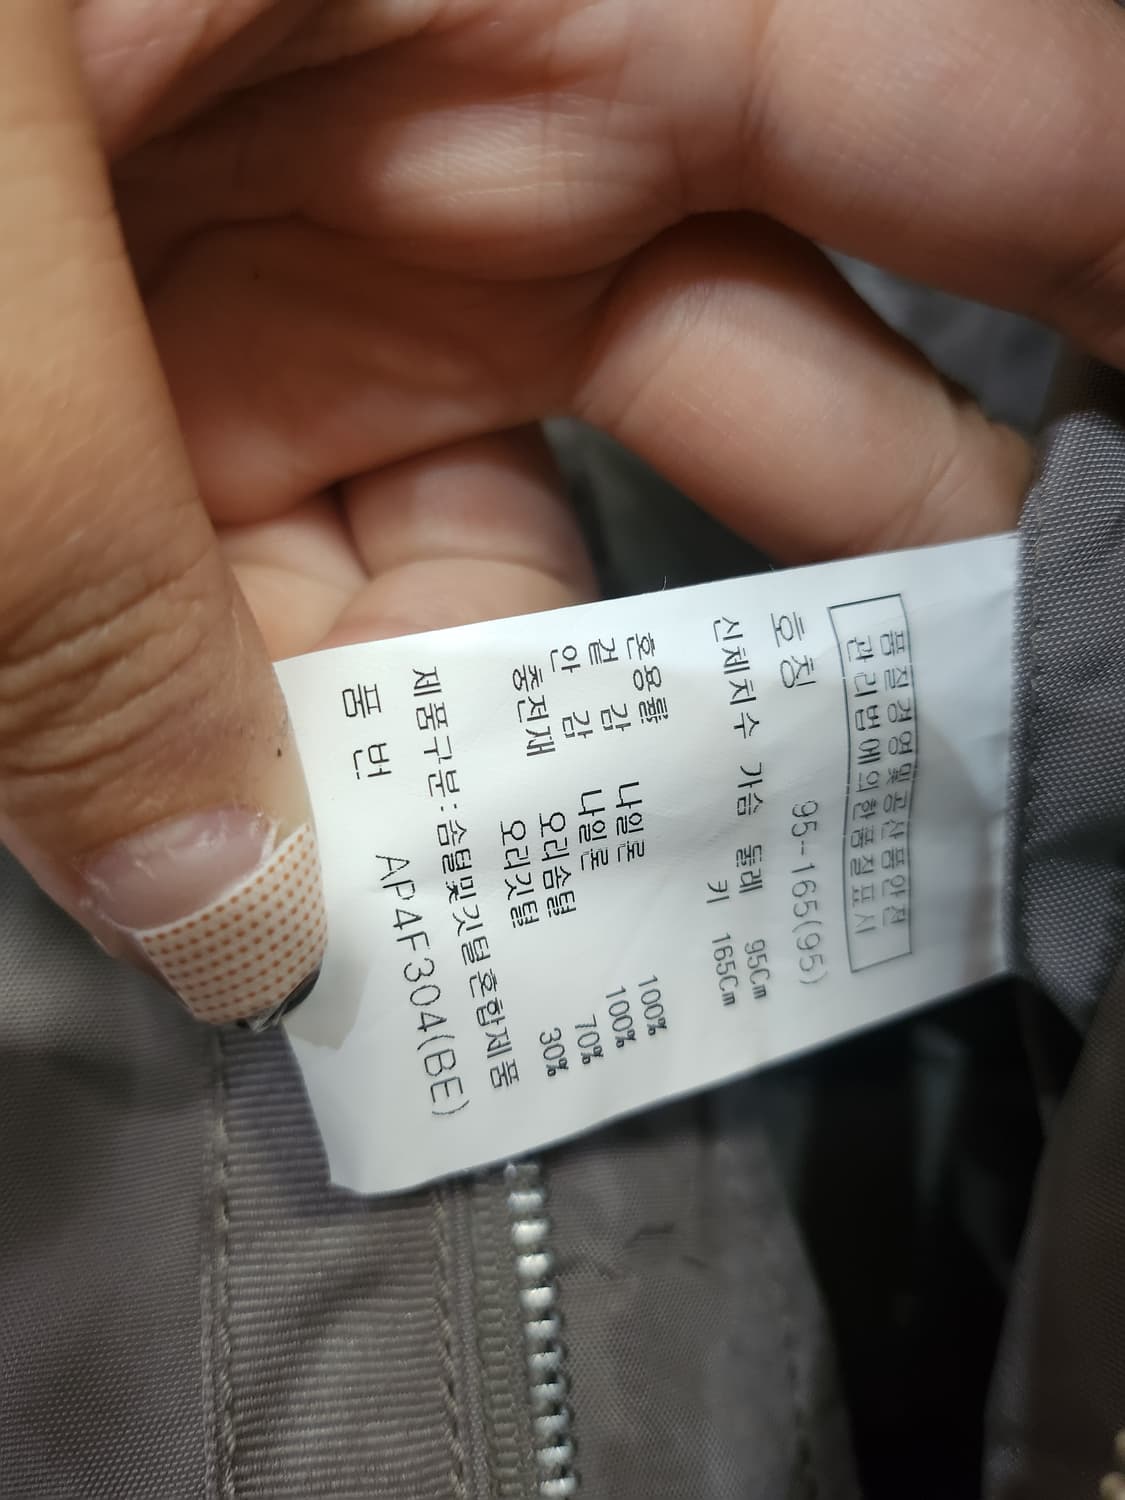 품질경영및공산품안전
관리법에의한품질표시
호칭 95-165(95)
신체치수 가슴 둘레 95Cm
키 165Cm
혼용률
겉 감 나일론 100%
안 감 나일론 100%
충전재 오리솜털 70%
오리깃털 30%
제품구분:솜털및깃털혼합제품
품 번 AP4F304(BE)